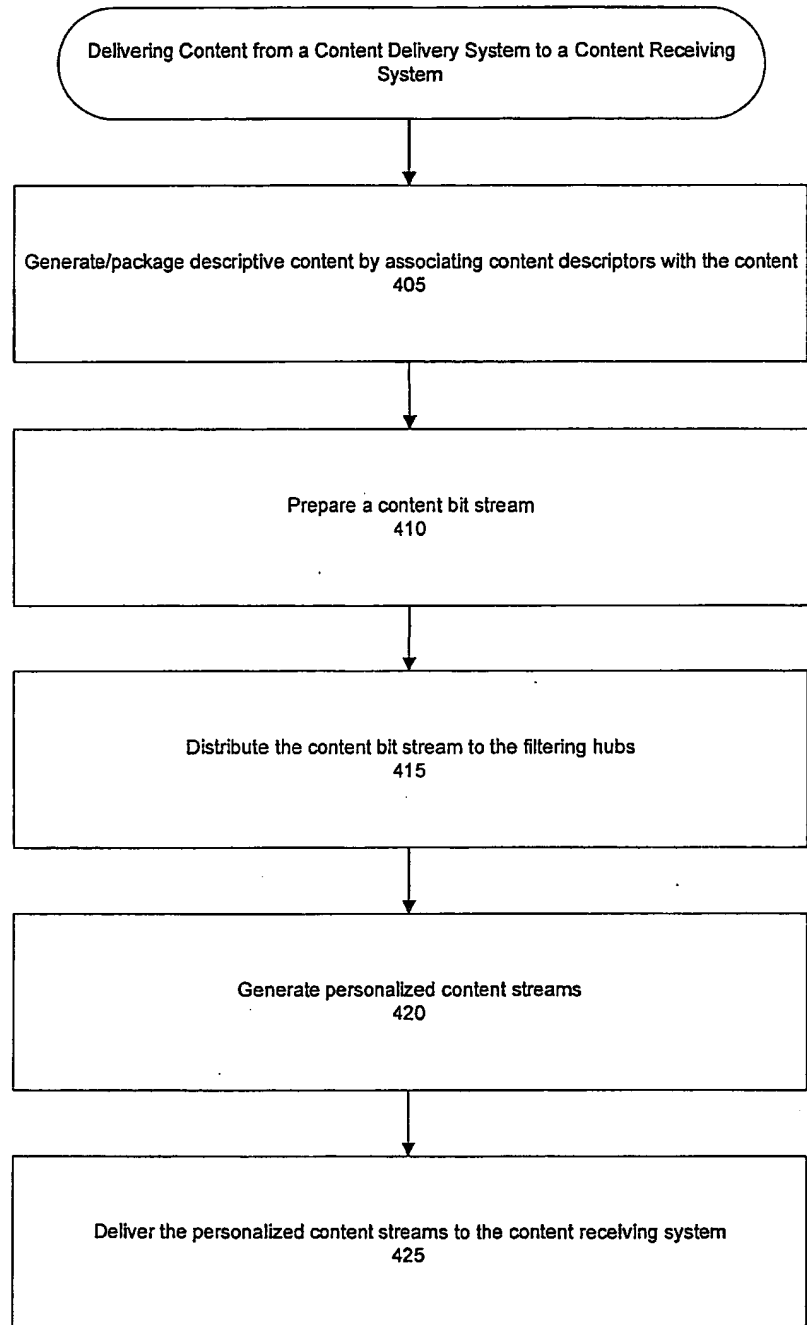 Delivering Content from a Content Delivery System to a Content Receiving
System
Generate/package descriptive content by associating content descriptors with the content
405
Prepare a content bit stream
410
Distribute the content bit stream to the filtering hubs
415
Generate personalized content streams
420
Deliver the personalized content streams to the content receiving system
425